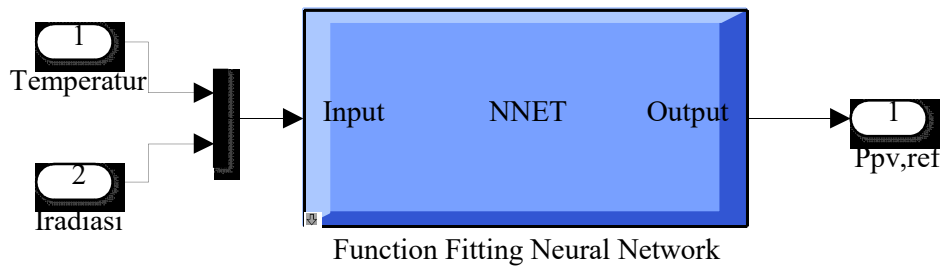 1
Temperatur
2
Iradiasi
Input
NNET
Output
1
Ppv,ref
Function Fitting Neural Network